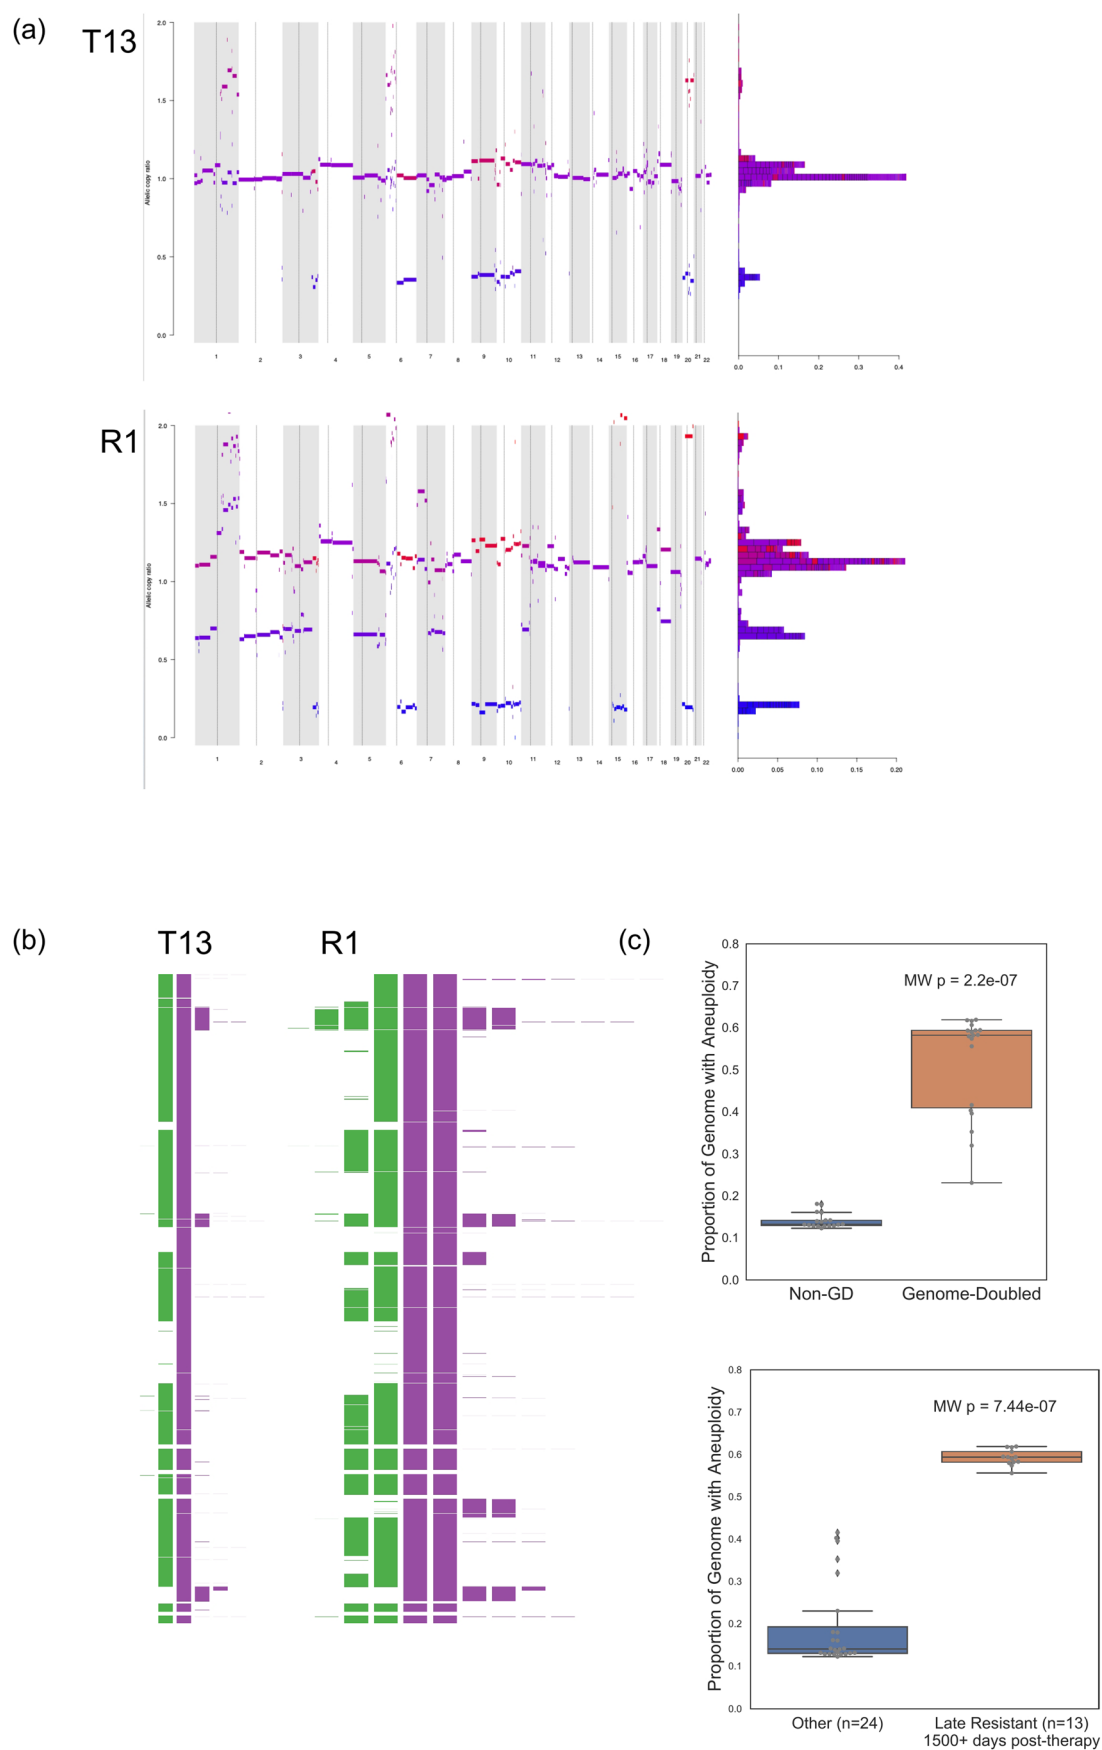 (a)
T13
2.0
1.5
1.0
0.5
0.0
Allelic copy ratio
1 2 3 4 5 6 7 8 9 10 11 12 13 14 15 16 17 18 19 20 21 22
0.0 0.1 0.2 0.3 0.4
R1
2.0
1.5
1.0
0.5
0.0
Allelic copy ratio
1 2 3 4 5 6 7 8 9 10 11 12 13 14 15 16 17 18 19 20 21 22
0.00 0.05 0.10 0.15 0.20
(b)
T13 R1
(c)
Proportion of Genome with Aneuploidy
0.8
0.7
0.6
0.5
0.4
0.3
0.2
0.1
0.0
MW p = 2.2e-07
Non-GD Genome-Doubled
Proportion of Genome with Aneuploidy
0.8
0.7
0.6
0.5
0.4
0.3
0.2
0.1
0.0
MW p = 7.44e-07
Other (n=24) Late Resistant (n=13)
1500+ days post-therapy